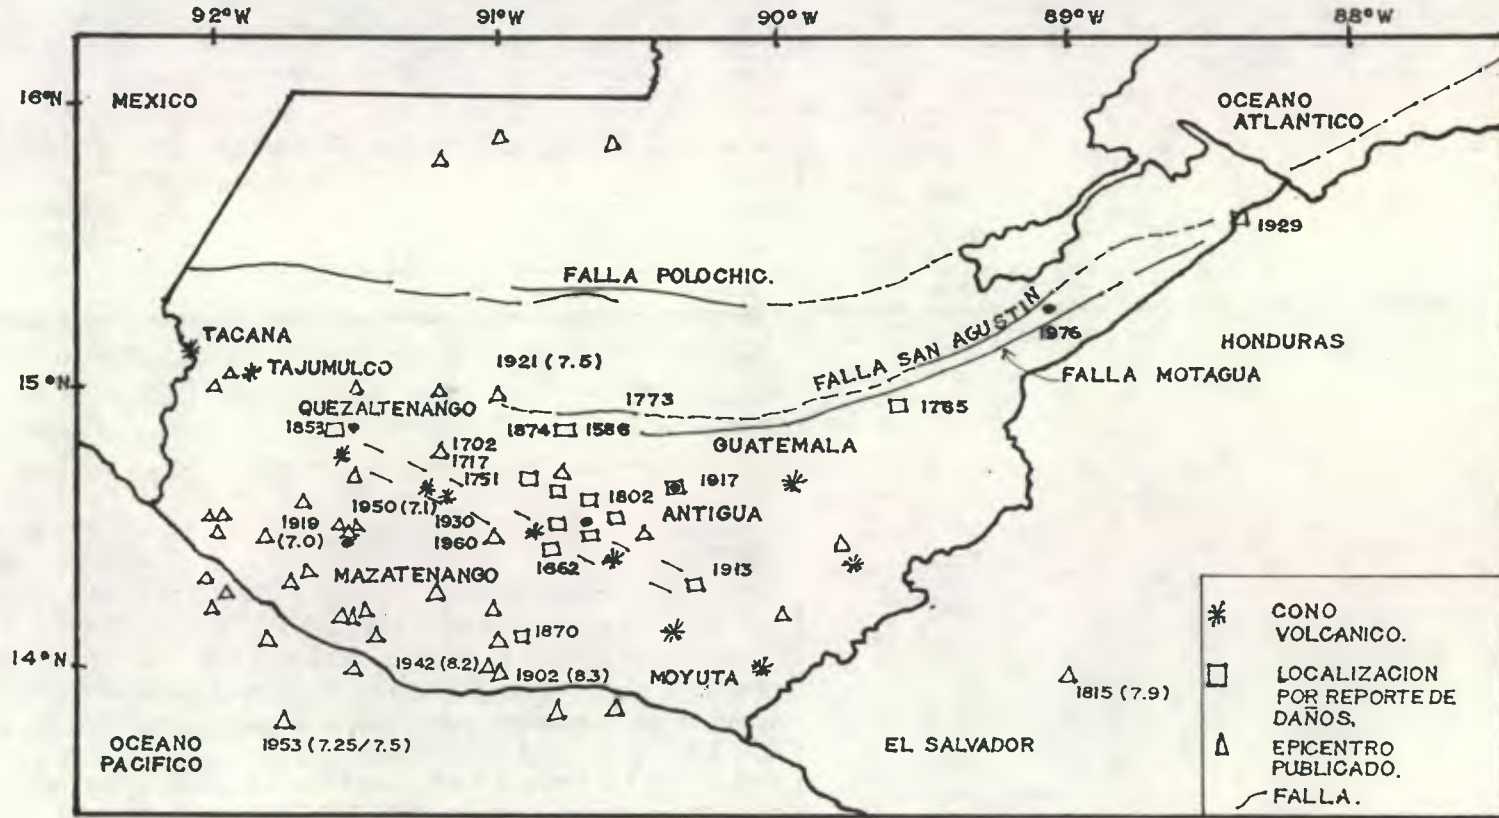 92°W 91°W 90°W 89°W 88°W
16°N
MEXICO
OCEANO
ATLANTICO
1929
FALLA POLOCHIC.
FALLA SAN AGUSTIN
1976
TACANA
HONDURAS
TAJUMULCO
1921 (7.5)
15°N
FALLA MOTAGUA
1773
1765
QUEZALTENANGO
1853
1874 1586
GUATEMALA
1702
1717
1751
1917
1950 (7.1)
1802
ANTIGUA
1919
(7.0)
1930
1960
1662
MAZATENANGO
1913
1870
14°N
1942 (8.2)
1902 (8.3)
MOYUTA
1815 (7.9)
1953 (7.25/7.5)
OCEANO
PACIFICO
EL SALVADOR
CONO
VOLCANICO.
LOCALIZACION
POR REPORTE DE
DAÑOS.
EPICENTRO
PUBLICADO.
FALLA.